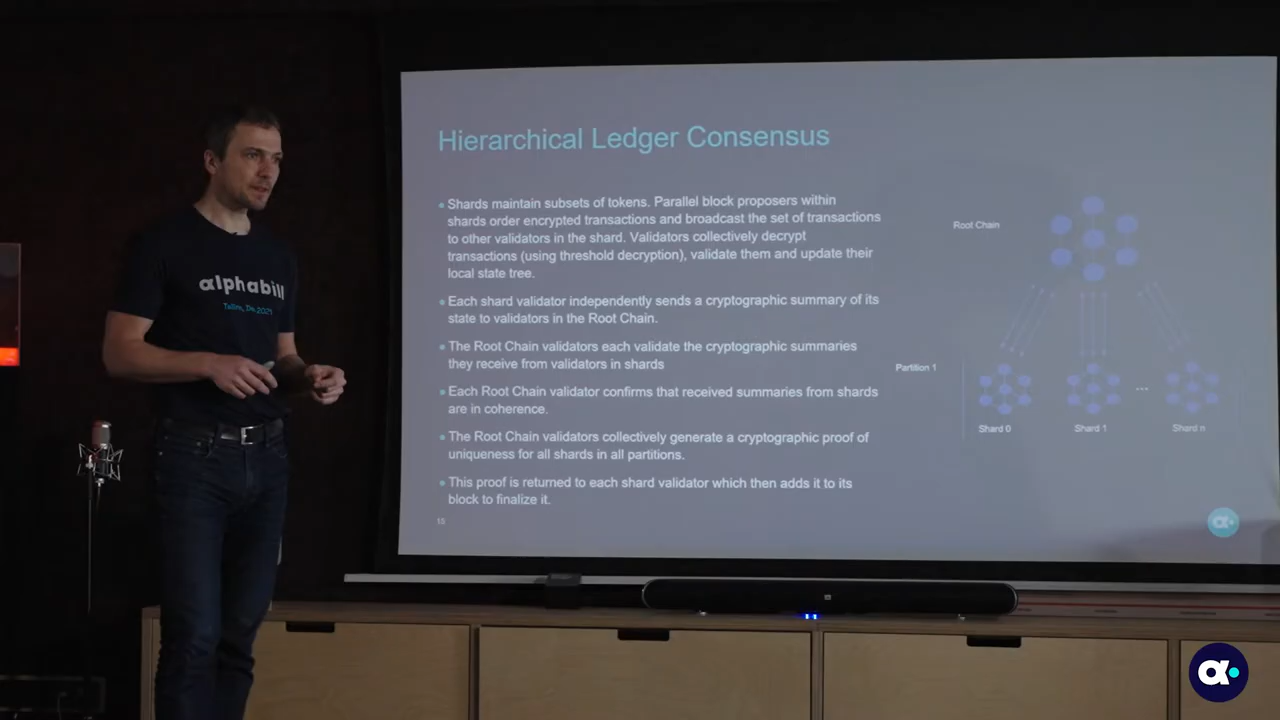 Hierarchical Ledger Consensus
• Shards maintain subsets of tokens. Parallel block proposers within
shards order encrypted transactions and broadcast the set of transactions
to other validators in the shard. Validators collectively decrypt
transactions (using threshold decryption), validate them and update their
local state tree.
• Each shard validator independently sends a cryptographic summary of its
state to validators in the Root Chain.
• The Root Chain validators each validate the cryptographic summaries
they receive from validators in shards
• Each Root Chain validator confirms that received summaries from shards
are in coherence.
• The Root Chain validators collectively generate a cryptographic proof of
uniqueness for all shards in all partitions.
• This proof is returned to each shard validator which then adds it to its
block to finalize it.
Root Chain
Partition 1
...
Shard 0
Shard 1
Shard n
alphabill